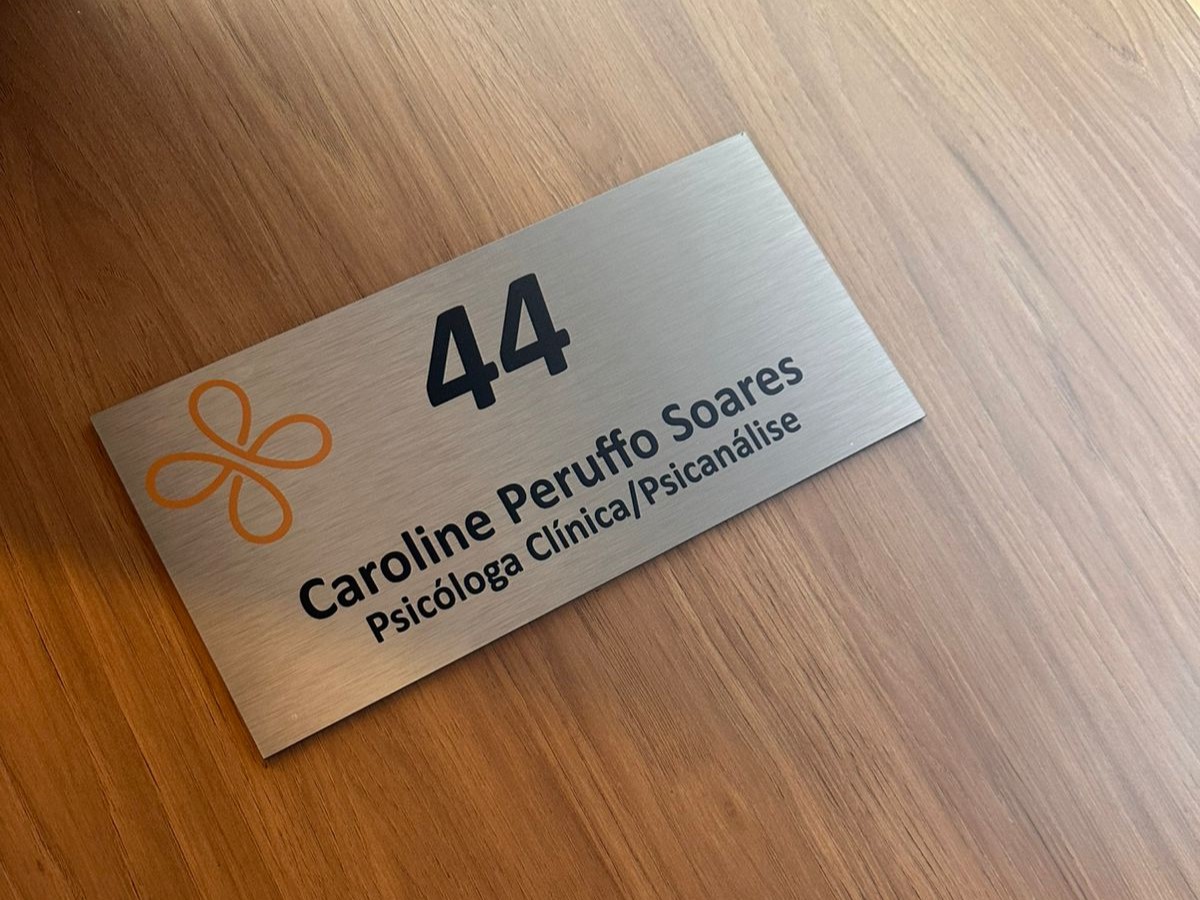 44
Caroline Peruffo Soares
Psicóloga Clínica/Psicanálise